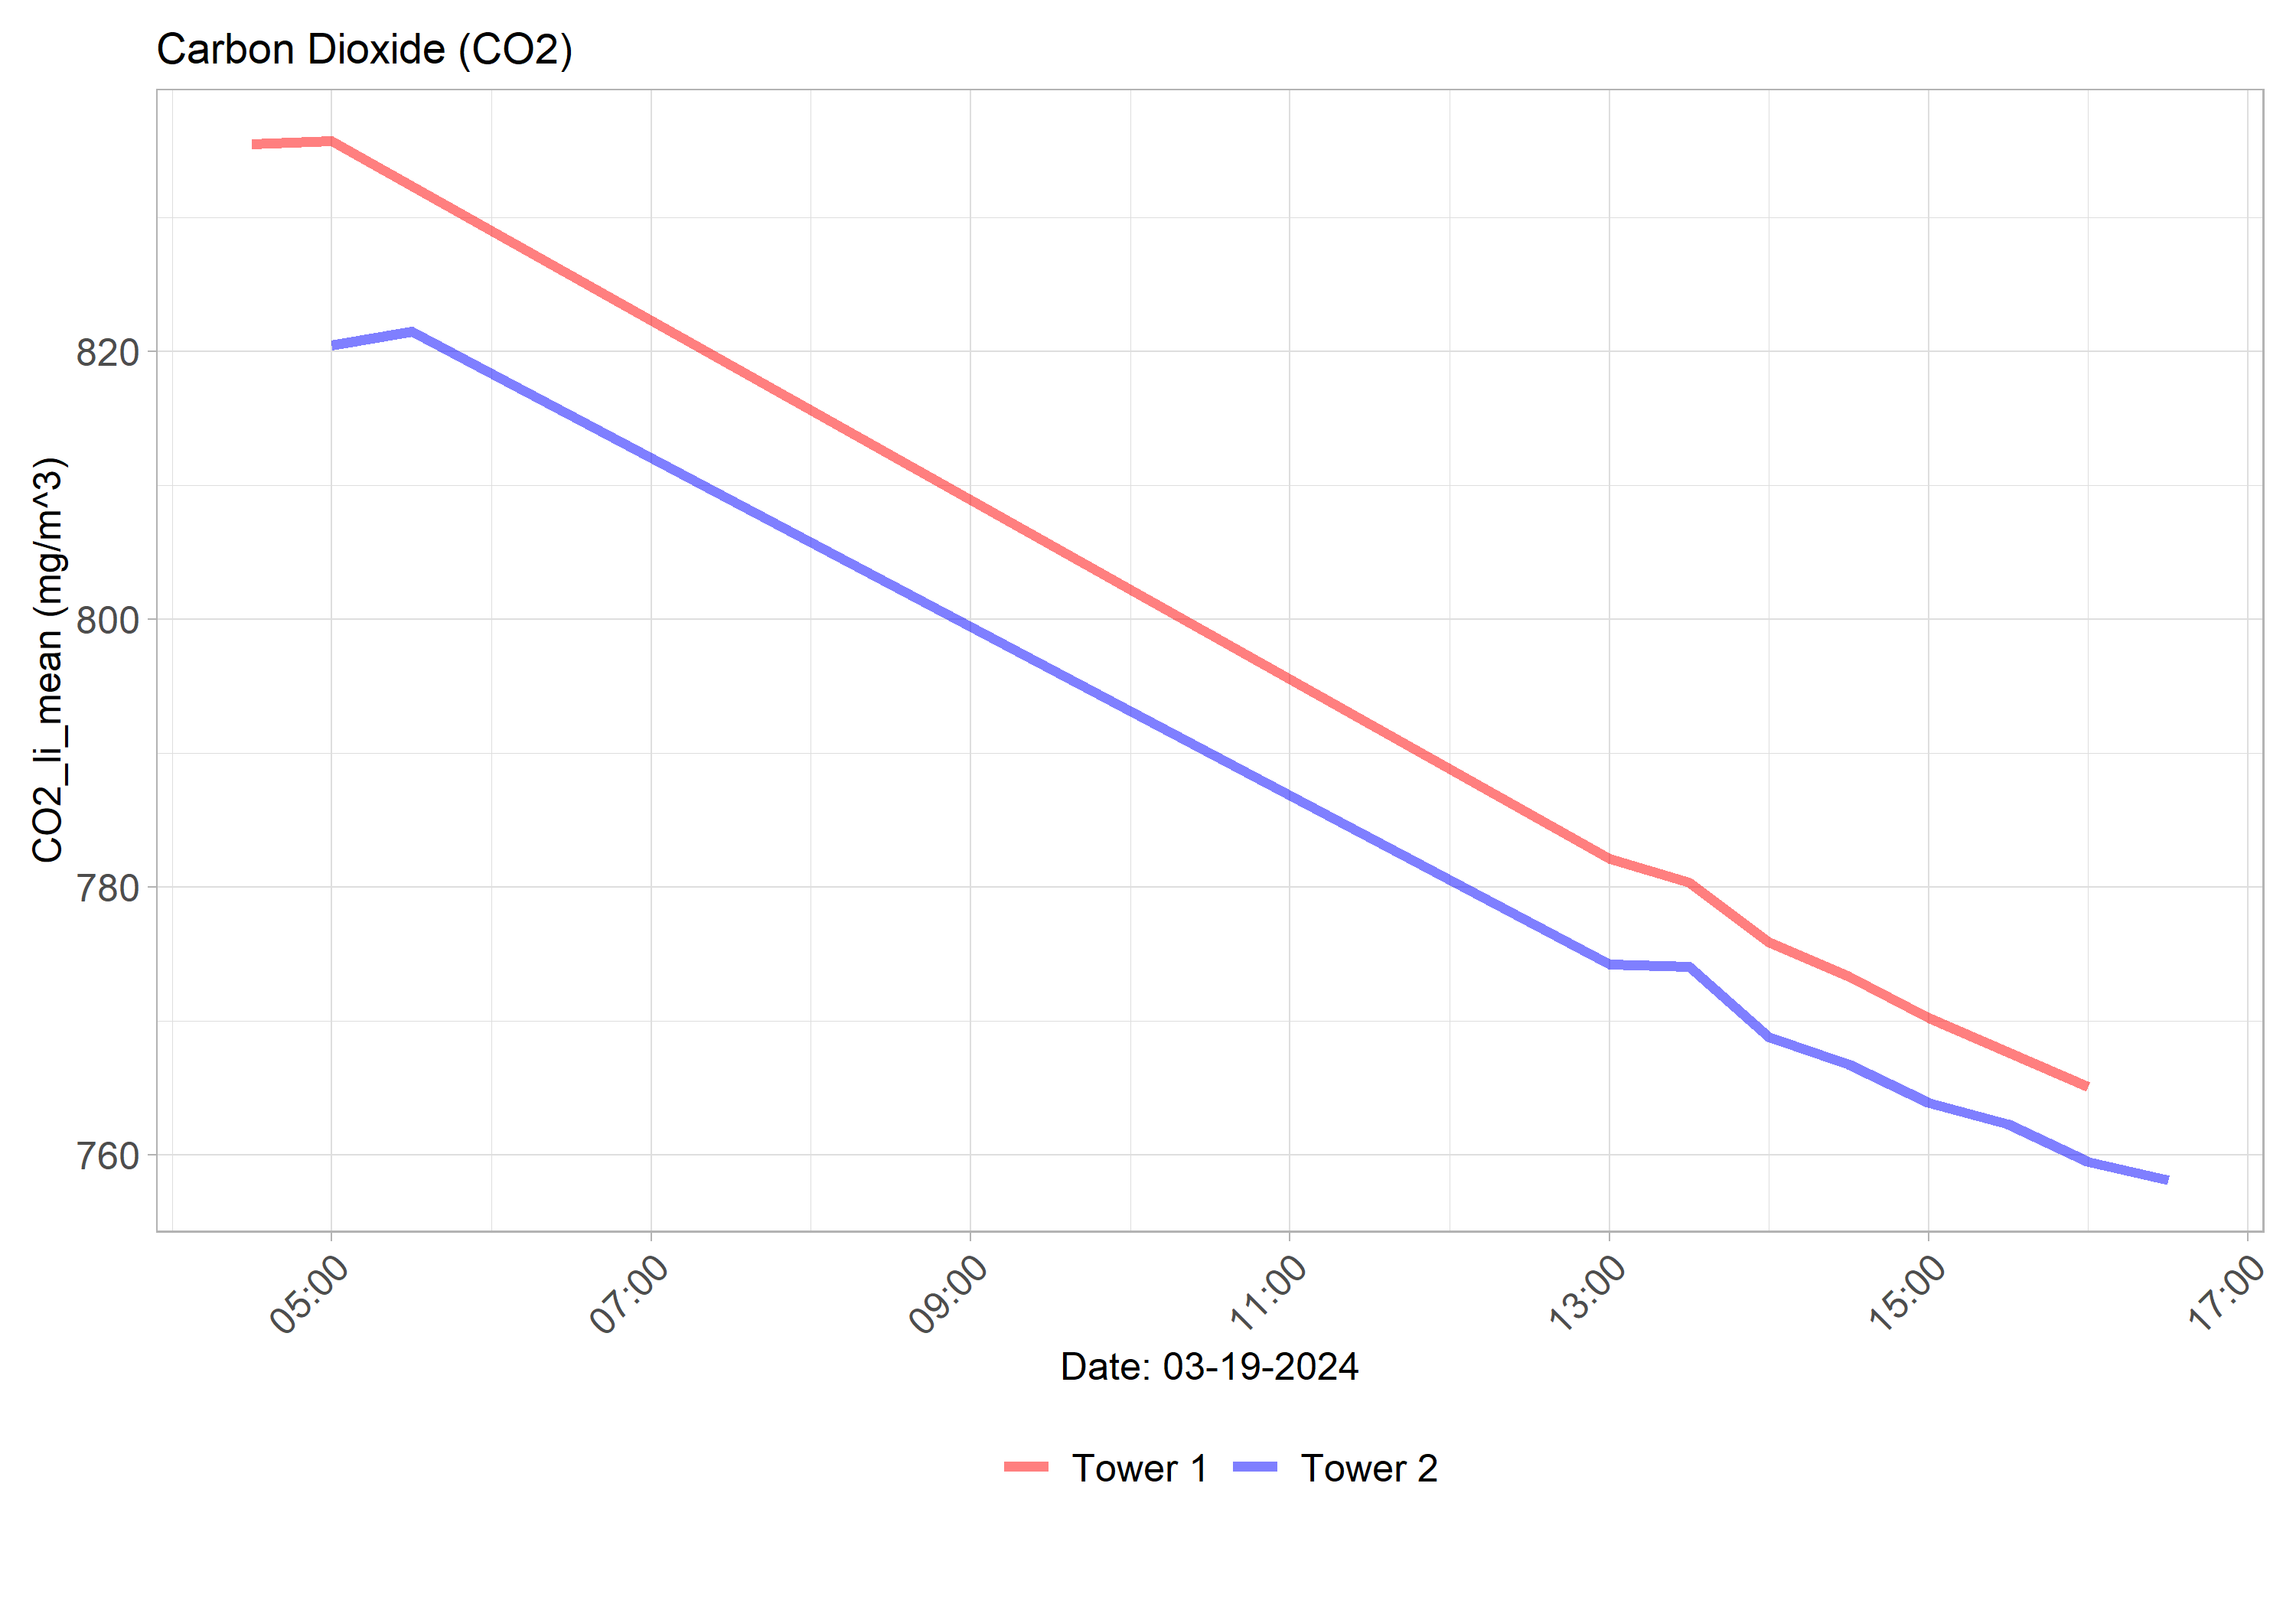 Carbon Dioxide (CO2)
CO2_li_mean (mg/m^3)
820
800
780
760
05:00
07:00
09:00
11:00
13:00
15:00
17:00
Date: 03-19-2024
Tower 1
Tower 2